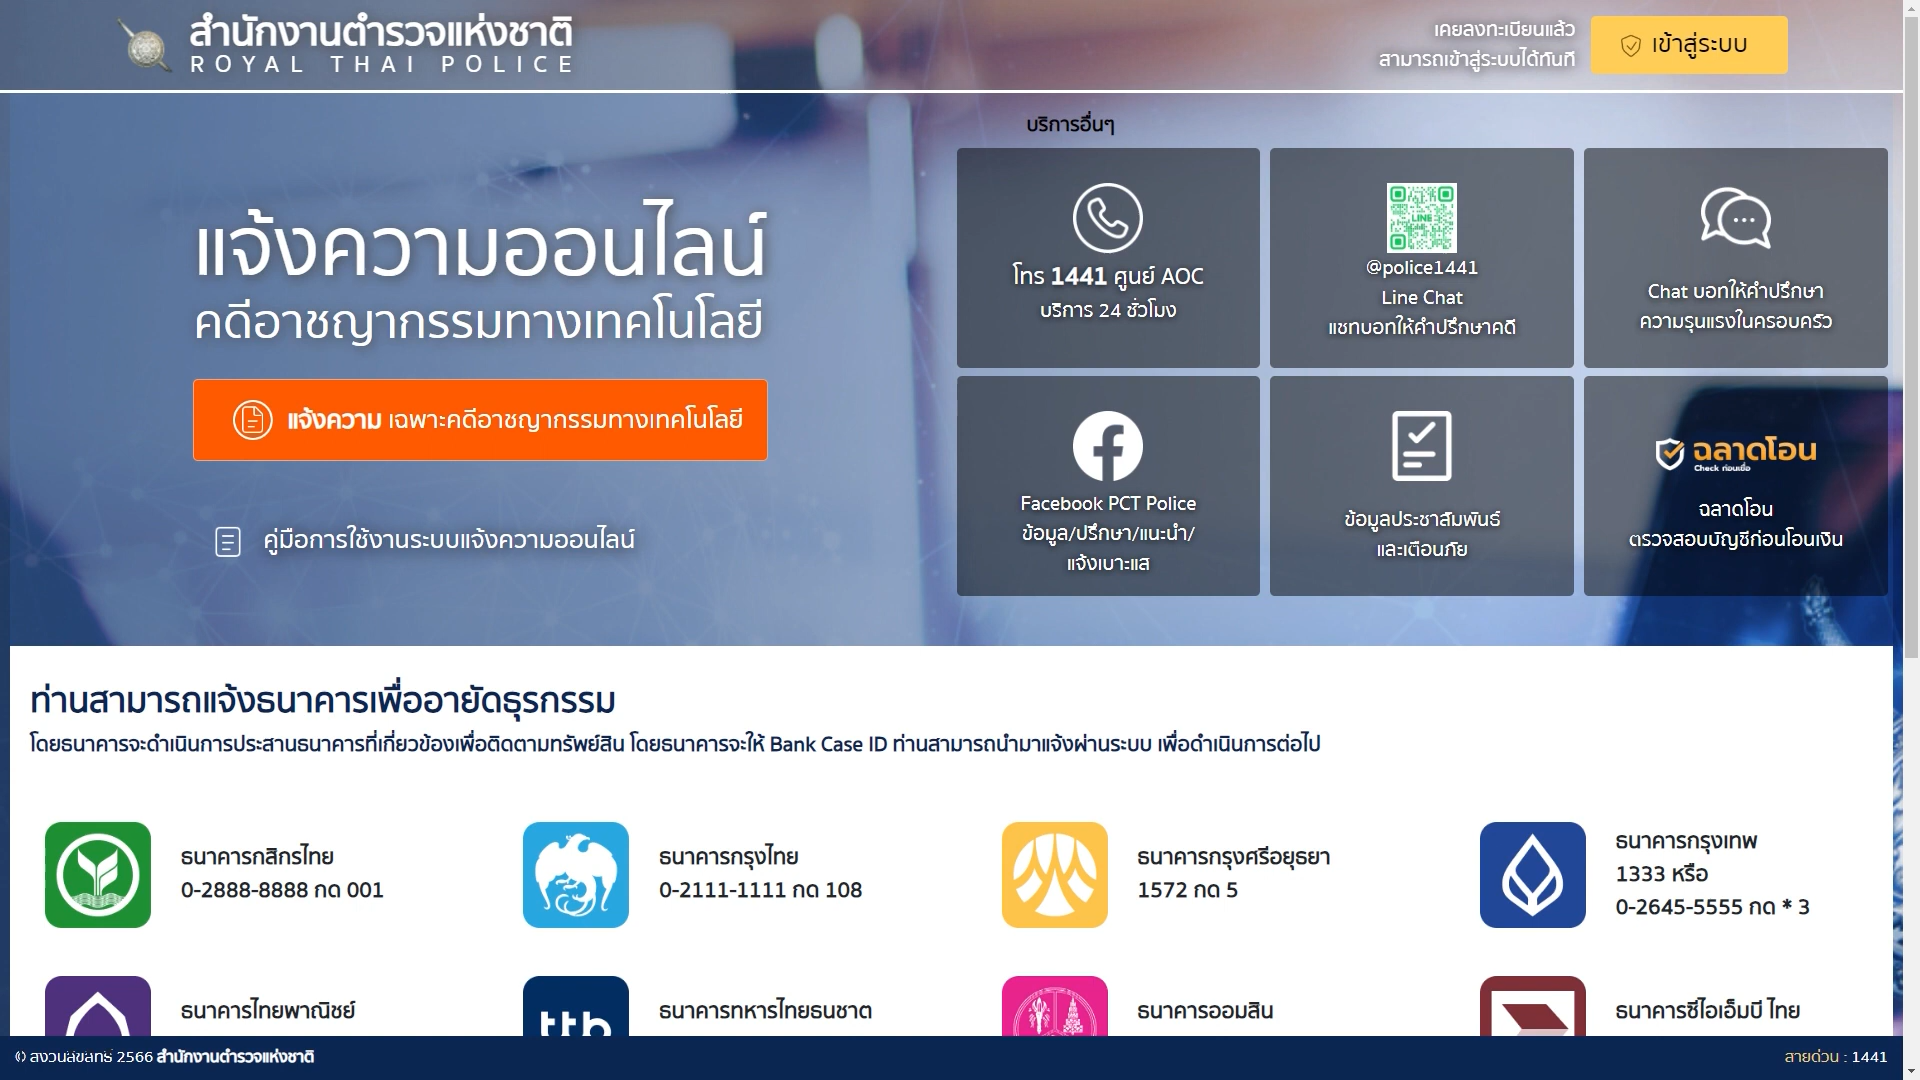 สำนักงานตำรวจแห่งชาติ
ROYAL THAI POLICE
เคยลงทะเบียนแล้ว
สามารถเข้าสู่ระบบได้ทันที
เข้าสู่ระบบ
แจ้งความออนไลน์
คดีอาชญากรรมทางเทคโนโลยี
แจ้งความ เฉพาะคดีอาชญากรรมทางเทคโนโลยี
คู่มือการใช้งานระบบแจ้งความออนไลน์
บริการอื่นๆ
โทร 1441 ศูนย์ AOC
บริการ 24 ชั่วโมง
LINE
@police1441
Line Chat
แชทบอทให้คำปรึกษาคดี
Chat บอทให้คำปรึกษา
ความรุนแรงในครอบครัว
Facebook PCT Police
ข้อมูล/ปรึกษา/แนะนำ/
แจ้งเบาะแส
ข้อมูลประชาสัมพันธ์
และเตือนภัย
ฉลาดโอน
Check ก่อนเชื่อ
ฉลาดโอน
ตรวจสอบบัญชีก่อนโอนเงิน
ท่านสามารถแจ้งธนาคารเพื่ออายัดธุรกรรม
โดยธนาคารจะดำเนินการประสานธนาคารที่เกี่ยวข้องเพื่อติดตามทรัพย์สิน โดยธนาคารจะให้ Bank Case ID ท่านสามารถนำมาแจ้งผ่านระบบ เพื่อดำเนินการต่อไป
ธนาคารกสิกรไทย
0-2888-8888 กด 001
ธนาคารกรุงไทย
0-2111-1111 กด 108
ธนาคารกรุงศรีอยุธยา
1572 กด 5
ธนาคารกรุงเทพ
1333 หรือ
0-2645-5555 กด * 3
ธนาคารไทยพาณิชย์
ttb
ธนาคารทหารไทยธนชาต
ธนาคารออมสิน
ธนาคารซีไอเอ็มบี ไทย
© สงวนลิขสิทธิ์ 2566 สำนักงานตำรวจแห่งชาติ
สายด่วน : 1441